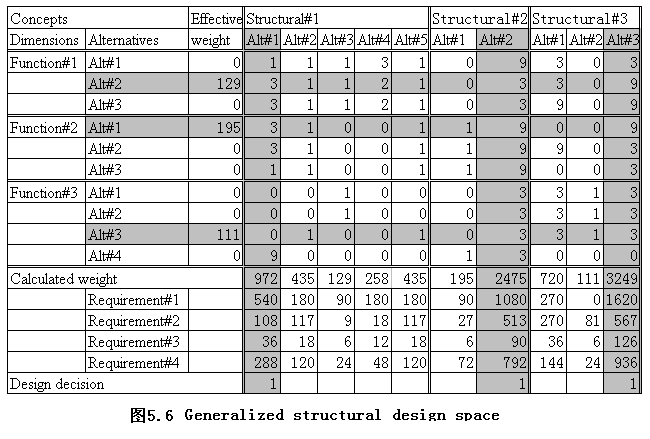 Concepts Effective Structural#1 Structural#2 Structural#3
Dimensions Alternatives weight Alt#1 Alt#2 Alt#3 Alt#4 Alt#5 Alt#1 Alt#2 Alt#1 Alt#2 Alt#3
Function#1 Alt#1 0 1 1 1 3 1 0 9 3 0 3
Alt#2 129 3 1 1 2 1 0 3 3 0 9
Alt#3 0 3 1 1 2 1 0 3 9 0 9
Function#2 Alt#1 195 3 1 0 0 1 1 9 0 0 9
Alt#2 0 3 1 0 0 1 1 9 9 0 3
Alt#3 0 1 1 0 0 1 1 9 0 0 3
Function#3 Alt#1 0 0 0 1 0 0 0 3 3 1 3
Alt#2 0 0 0 1 0 0 0 3 3 1 3
Alt#3 111 0 1 0 0 1 0 3 3 1 3
Alt#4 0 9 0 0 0 0 1 3 0 0 0
Calculated weight 972 435 129 258 435 195 2475 720 111 3249
Requirement#1 540 180 90 180 180 90 1080 270 0 1620
Requirement#2 108 117 9 18 117 27 513 270 81 567
Requirement#3 36 18 6 12 18 6 90 36 6 126
Requirement#4 288 120 24 48 120 72 792 144 24 936
Design decision 1 1 1
图5.6 Generalized structural design space